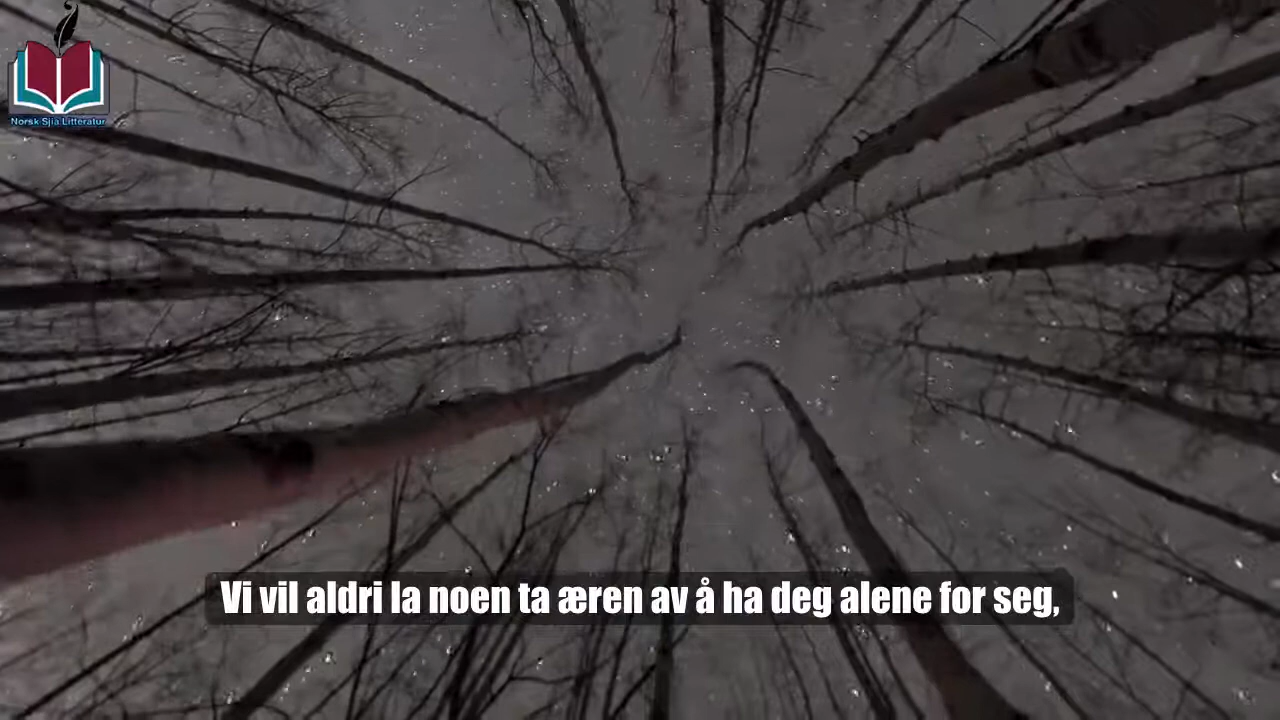 Norsk Sjia Litteratur
Vi vil aldri la noen ta æren av å ha deg alene for seg,